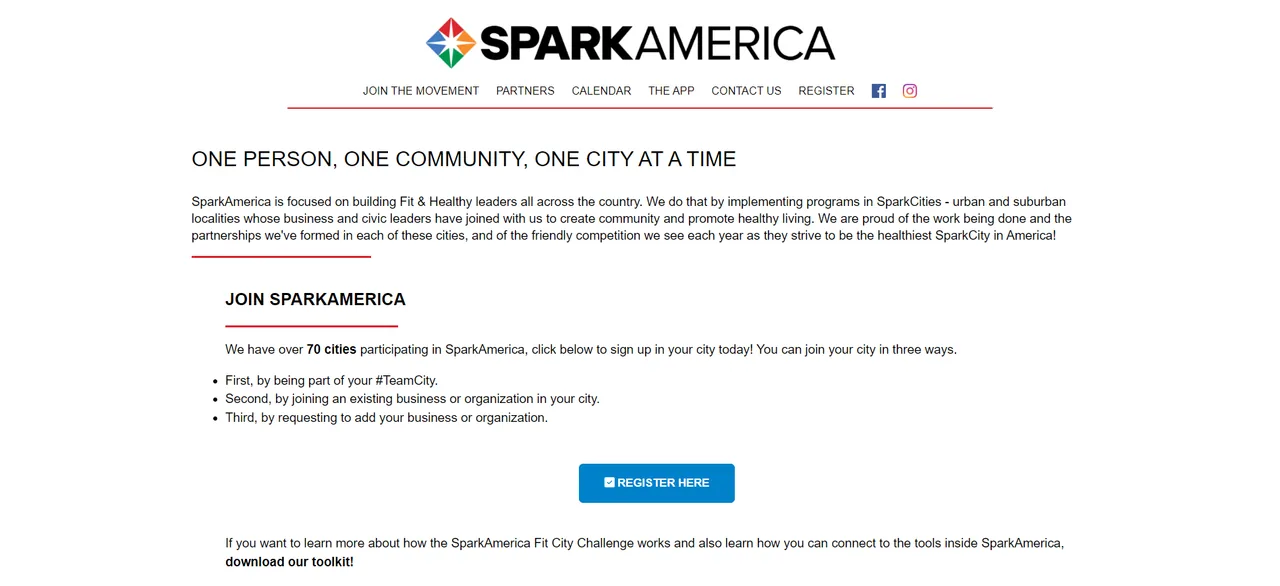 SPARKAMERICA
JOIN THE MOVEMENT PARTNERS CALENDAR THE APP CONTACT US REGISTER
ONE PERSON, ONE COMMUNITY, ONE CITY AT A TIME
SparkAmerica is focused on building Fit & Healthy leaders all across the country. We do that by implementing programs in SparkCities - urban and suburban
localities whose business and civic leaders have joined with us to create community and promote healthy living. We are proud of the work being done and the
partnerships we've formed in each of these cities, and of the friendly competition we see each year as they strive to be the healthiest SparkCity in America!
JOIN SPARKAMERICA
We have over 70 cities participating in SparkAmerica, click below to sign up in your city today! You can join your city in three ways.
• First, by being part of your #TeamCity.
• Second, by joining an existing business or organization in your city.
• Third, by requesting to add your business or organization.
REGISTER HERE
If you want to learn more about how the SparkAmerica Fit City Challenge works and also learn how you can connect to the tools inside SparkAmerica,
download our toolkit!